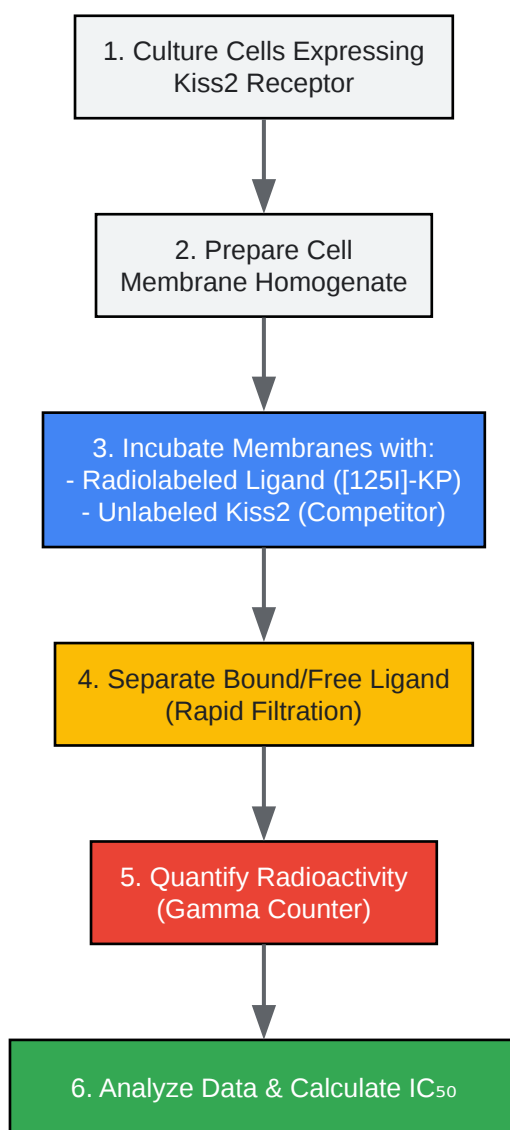 1. Culture Cells Expressing
Kiss2 Receptor
2. Prepare Cell
Membrane Homogenate
3. Incubate Membranes with:
- Radiolabeled Ligand ([125I]-KP)
- Unlabeled Kiss2 (Competitor)
4. Separate Bound/Free Ligand
(Rapid Filtration)
5. Quantify Radioactivity
(Gamma Counter)
6. Analyze Data & Calculate IC₅₀